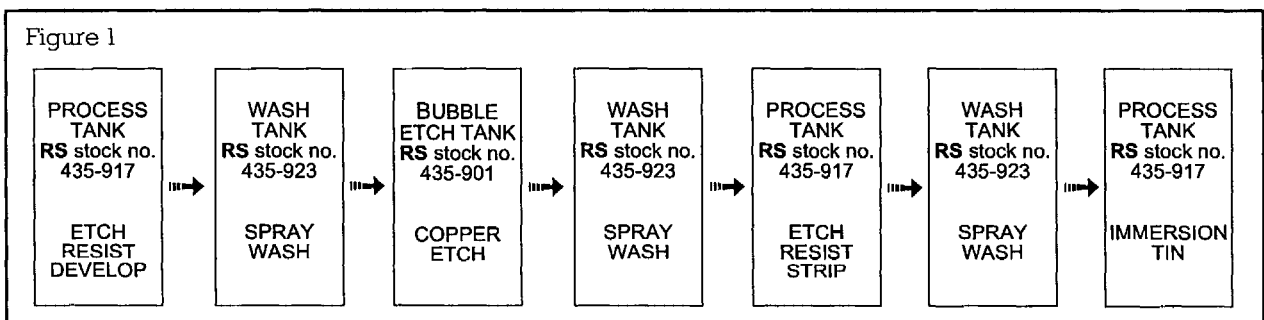 Figure 1
PROCESS
TANK
RS stock no.
435-917
ETCH
RESIST
DEVELOP
WASH
TANK
RS stock no.
435-923
SPRAY
WASH
BUBBLE
ETCH TANK
RS stock no.
435-901
COPPER
ETCH
WASH
TANK
RS stock no.
435-923
SPRAY
WASH
PROCESS
TANK
RS stock no.
435-917
ETCH
RESIST
STRIP
WASH
TANK
RS stock no.
435-923
SPRAY
WASH
PROCESS
TANK
RS stock no.
435-917
IMMERSION
TIN